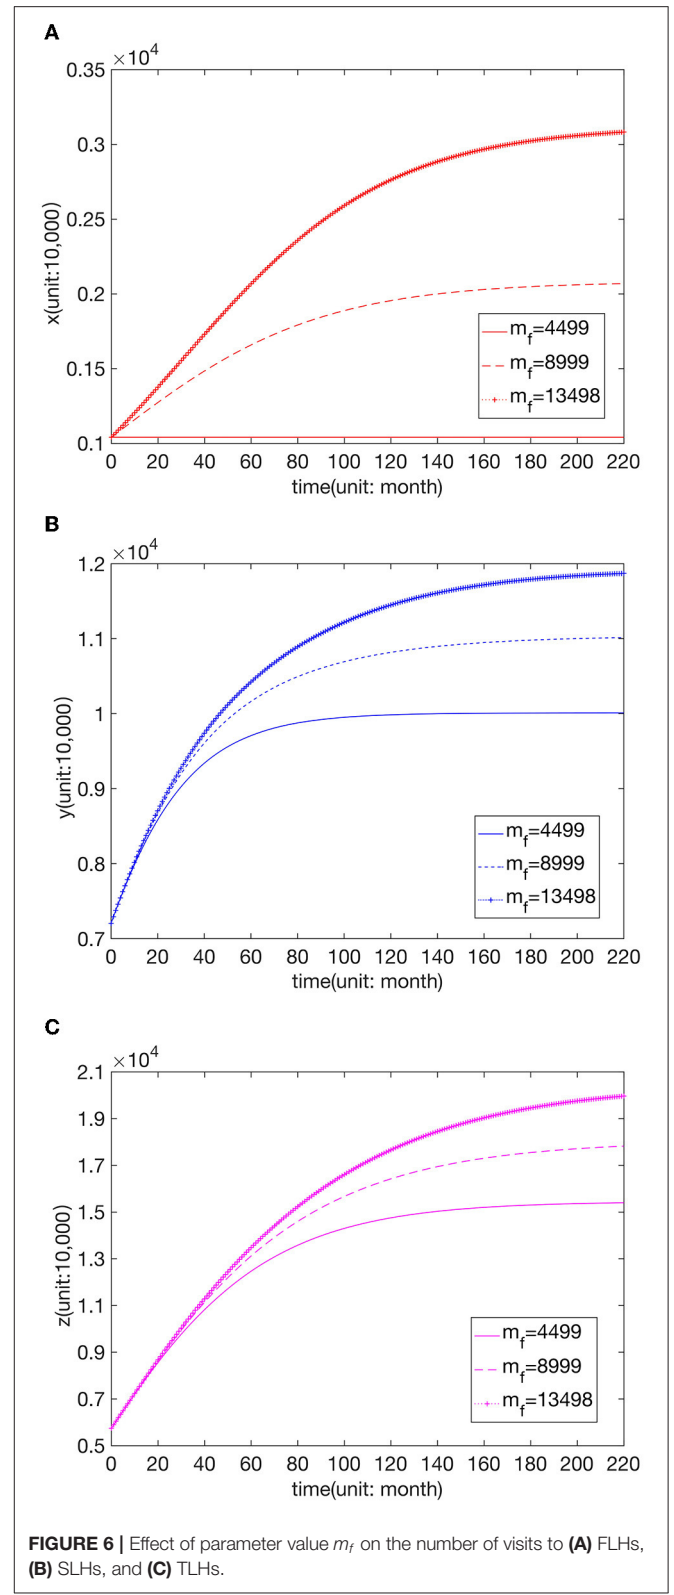 A
×10⁴
0.35
0.3
0.25
0.2
0.15
0.1
x(unit:10,000)
m_f=4499
m_f=8999
m_f=13498
0 20 40 60 80 100 120 140 160 180 200 220
time(unit: month)
B
×10⁴
1.2
1.1
1
0.9
0.8
0.7
y(unit:10,000)
m_f=4499
m_f=8999
m_f=13498
0 20 40 60 80 100 120 140 160 180 200 220
time(unit: month)
C
×10⁴
2.1
1.9
1.7
1.5
1.3
1.1
0.9
0.7
0.5
z(unit:10,000)
m_f=4499
m_f=8999
m_f=13498
0 20 40 60 80 100 120 140 160 180 200 220
time(unit: month)
FIGURE 6 | Effect of parameter value m_f on the number of visits to (A) FLHs,
(B) SLHs, and (C) TLHs.